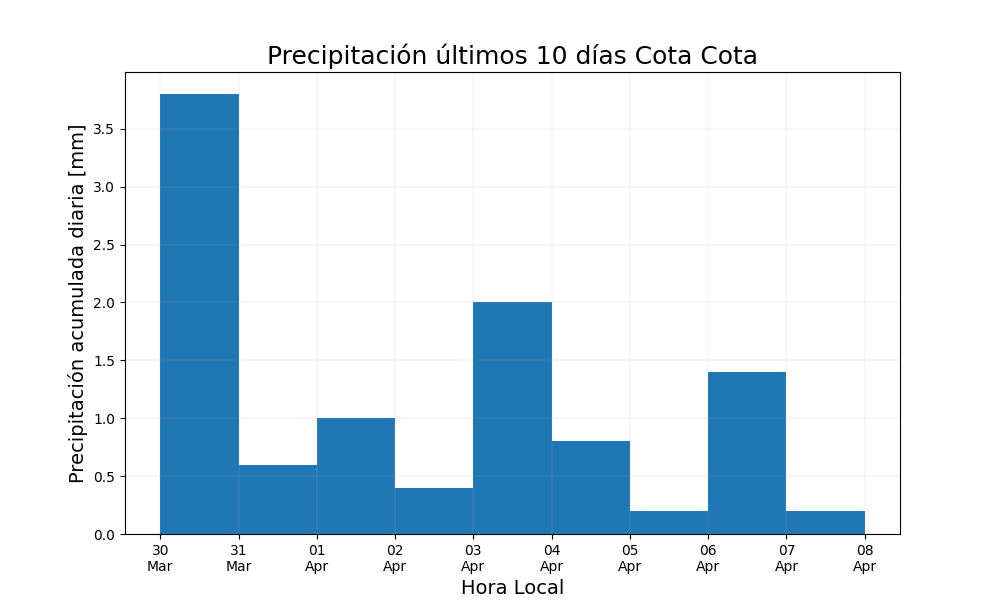 Precipitación últimos 10 días Cota Cota
Precipitación acumulada diaria [mm]
3.5
3.0
2.5
2.0
1.5
1.0
0.5
0.0
30 31 01 02 03 04 05 06 07 08
Mar Mar Apr Apr Apr Apr Apr Apr Apr Apr
Hora Local